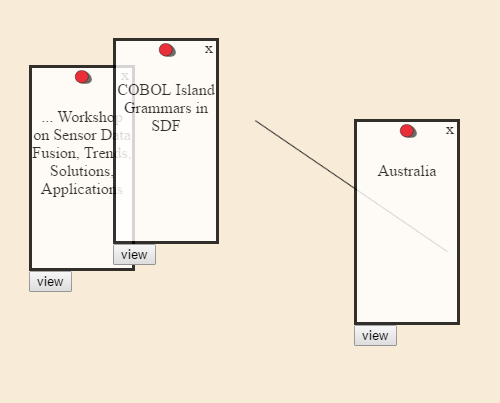 x
... Workshop
on Sensor Data
Fusion, Trends,
Solutions,
Applications
view
x
COBOL Island
Grammars in
SDF
view
x
Australia
view